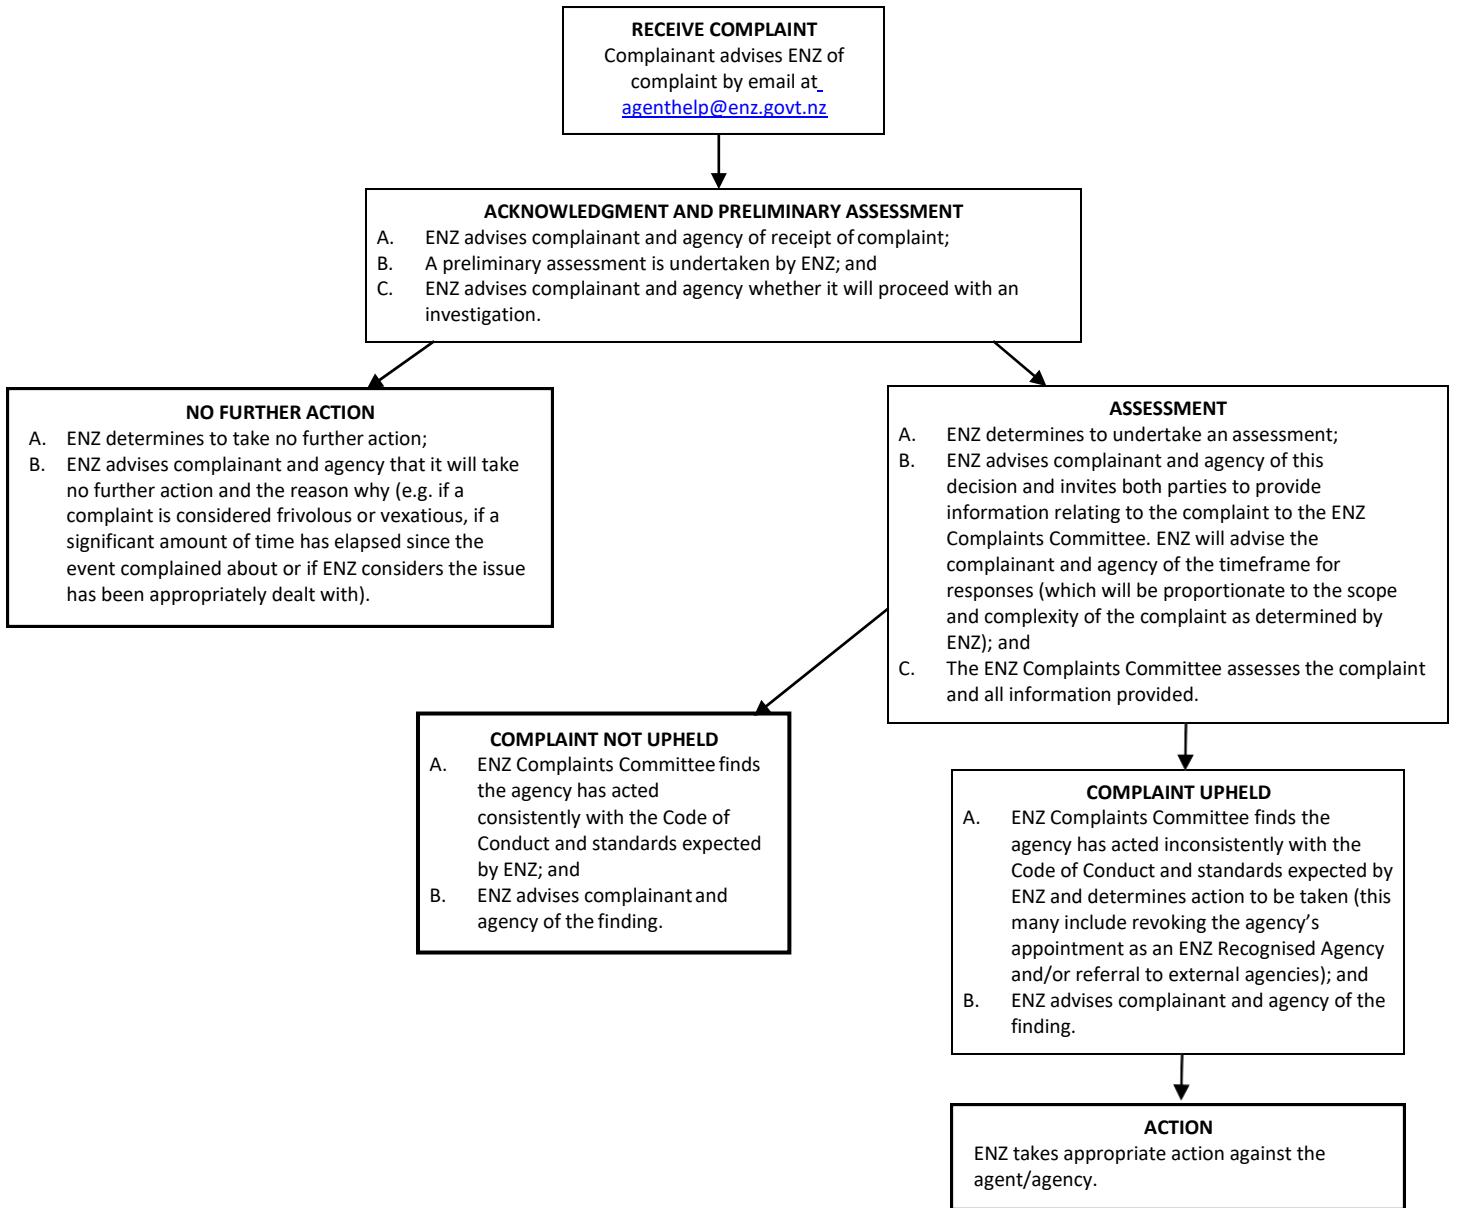 RECEIVE COMPLAINT
Complainant advises ENZ of
complaint by email at
agenthelp@enz.govt.nz
ACKNOWLEDGMENT AND PRELIMINARY ASSESSMENT
A. ENZ advises complainant and agency of receipt of complaint;
B. A preliminary assessment is undertaken by ENZ; and
C. ENZ advises complainant and agency whether it will proceed with an
investigation.
NO FURTHER ACTION
A. ENZ determines to take no further action;
B. ENZ advises complainant and agency that it will take
no further action and the reason why (e.g. if a
complaint is considered frivolous or vexatious, if a
significant amount of time has elapsed since the
event complained about or if ENZ considers the issue
has been appropriately dealt with).
ASSESSMENT
A. ENZ determines to undertake an assessment;
B. ENZ advises complainant and agency of this
decision and invites both parties to provide
information relating to the complaint to the ENZ
Complaints Committee. ENZ will advise the
complainant and agency of the timeframe for
responses (which will be proportionate to the scope
and complexity of the complaint as determined by
ENZ); and
C. The ENZ Complaints Committee assesses the complaint
and all information provided.
COMPLAINT NOT UPHELD
A. ENZ Complaints Committee finds
the agency has acted
consistently with the Code of
Conduct and standards expected
by ENZ; and
B. ENZ advises complainant and
agency of the finding.
COMPLAINT UPHELD
A. ENZ Complaints Committee finds the
agency has acted inconsistently with the
Code of Conduct and standards expected by
ENZ and determines action to be taken (this
many include revoking the agency’s
appointment as an ENZ Recognised Agency
and/or referral to external agencies); and
B. ENZ advises complainant and agency of the
finding.
ACTION
ENZ takes appropriate action against the
agent/agency.